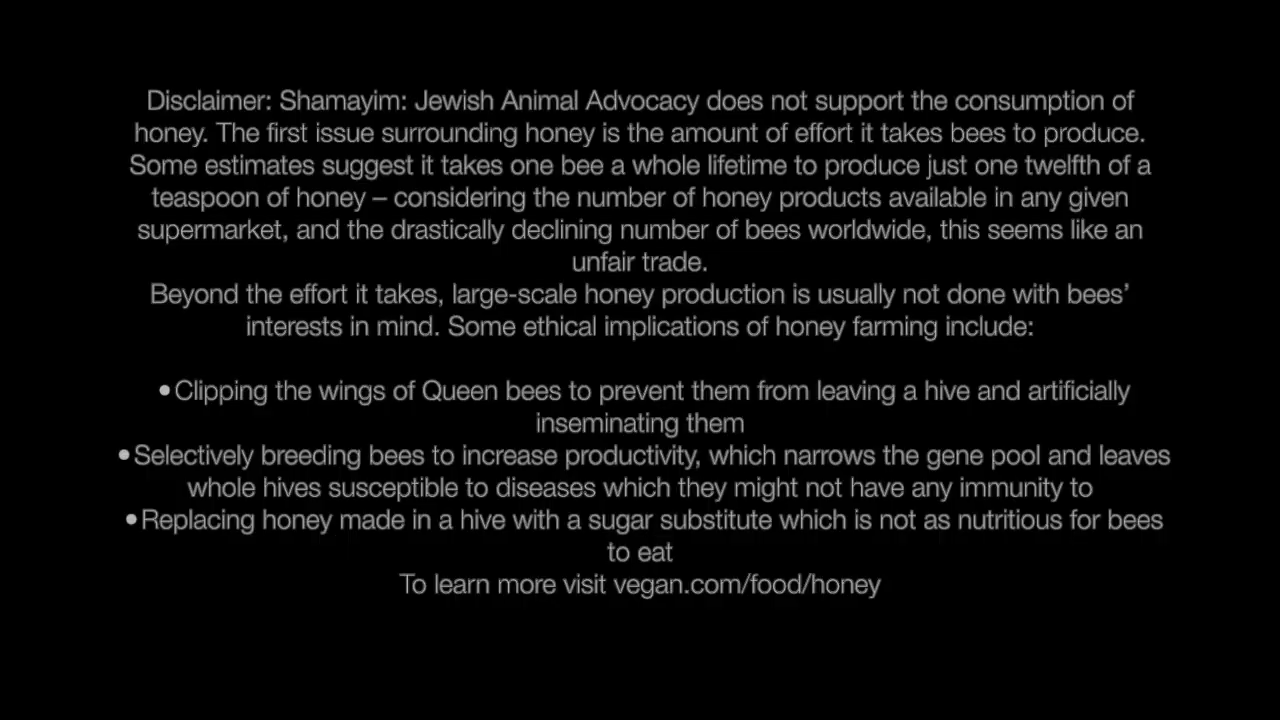 Disclaimer: Shamayim: Jewish Animal Advocacy does not support the consumption of
honey. The first issue surrounding honey is the amount of effort it takes bees to produce.
Some estimates suggest it takes one bee a whole lifetime to produce just one twelfth of a
teaspoon of honey – considering the number of honey products available in any given
supermarket, and the drastically declining number of bees worldwide, this seems like an
unfair trade.
Beyond the effort it takes, large-scale honey production is usually not done with bees’
interests in mind. Some ethical implications of honey farming include:
•Clipping the wings of Queen bees to prevent them from leaving a hive and artificially
inseminating them
•Selectively breeding bees to increase productivity, which narrows the gene pool and leaves
whole hives susceptible to diseases which they might not have any immunity to
•Replacing honey made in a hive with a sugar substitute which is not as nutritious for bees
to eat
To learn more visit vegan.com/food/honey